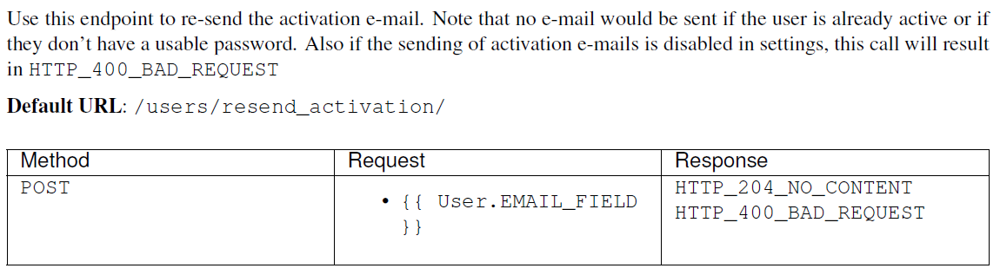 Use this endpoint to re-send the activation e-mail. Note that no e-mail would be sent if the user is already active or if
they don’t have a usable password. Also if the sending of activation e-mails is disabled in settings, this call will result
in HTTP_400_BAD_REQUEST
Default URL: /users/resend_activation/
Method Request Response
POST
• {{ User.EMAIL_FIELD
}}
HTTP_204_NO_CONTENT
HTTP_400_BAD_REQUEST